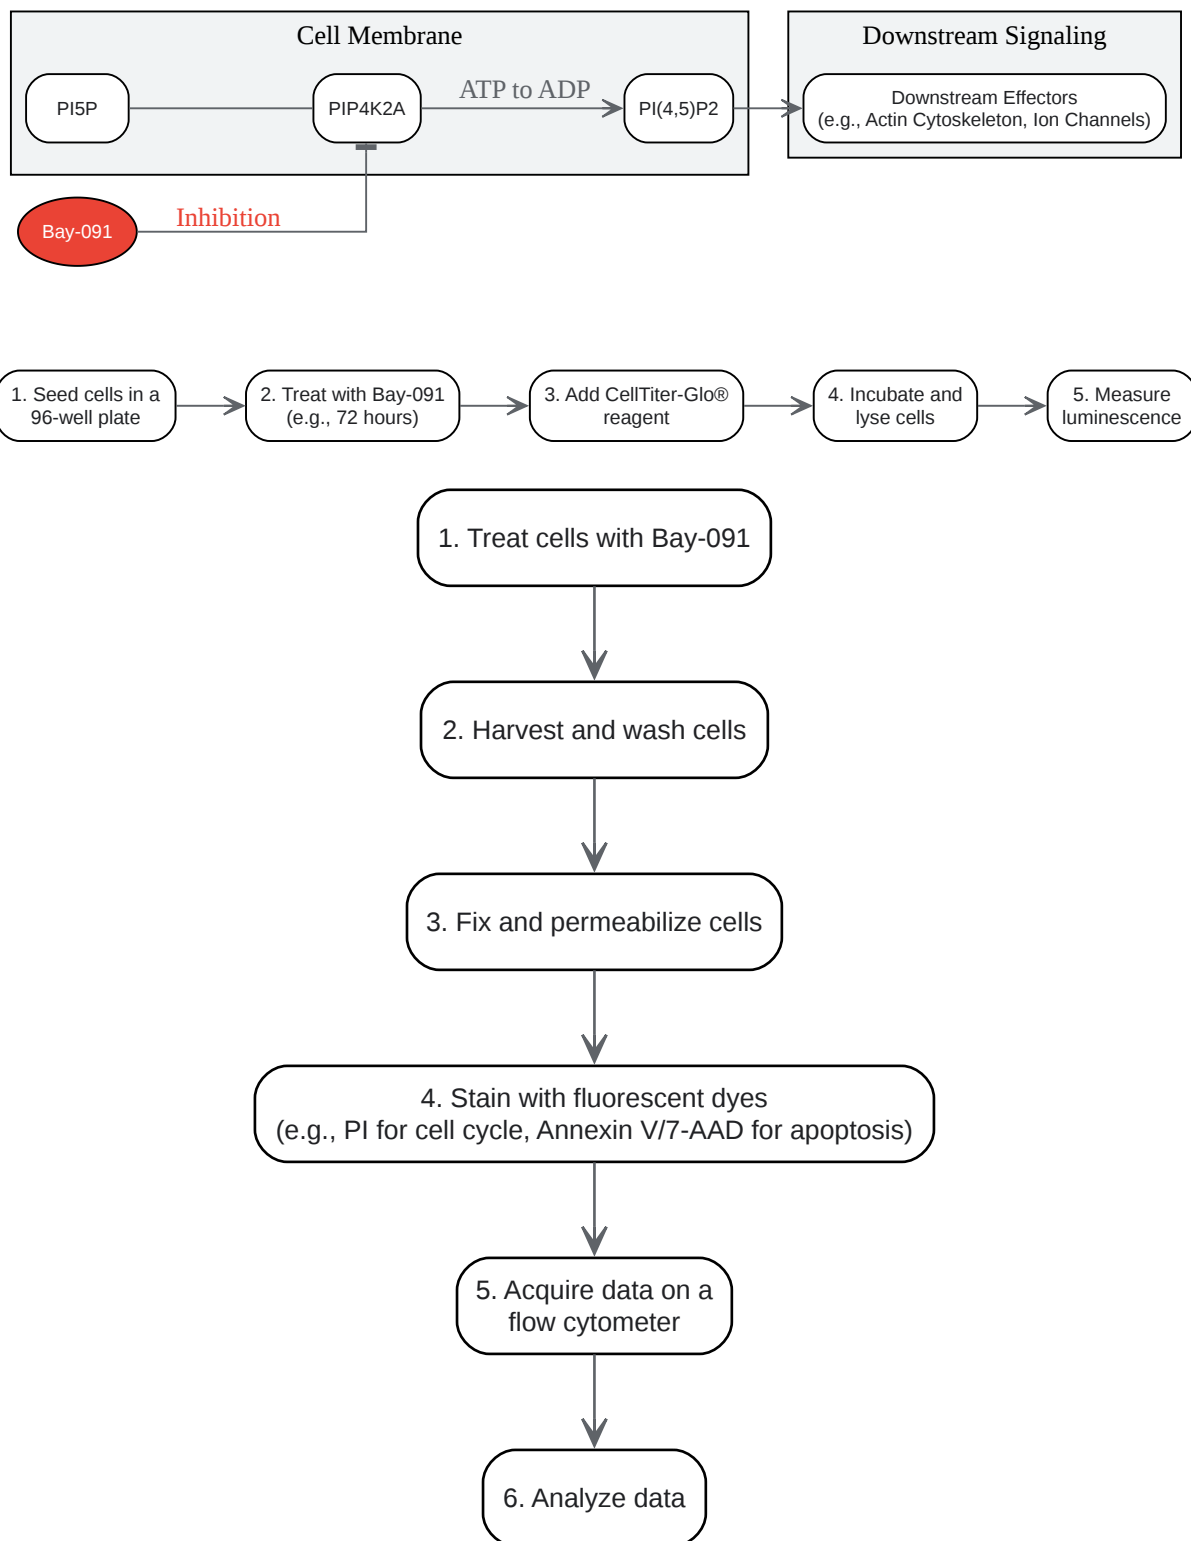 Cell Membrane
Downstream Signaling
PI5P
PIP4K2A
ATP to ADP
PI(4,5)P2
Downstream Effectors
(e.g., Actin Cytoskeleton, Ion Channels)
Bay-091
Inhibition
1. Seed cells in a
96-well plate
2. Treat with Bay-091
(e.g., 72 hours)
3. Add CellTiter-Glo®
reagent
4. Incubate and
lyse cells
5. Measure
luminescence
1. Treat cells with Bay-091
2. Harvest and wash cells
3. Fix and permeabilize cells
4. Stain with fluorescent dyes
(e.g., PI for cell cycle, Annexin V/7-AAD for apoptosis)
5. Acquire data on a
flow cytometer
6. Analyze data